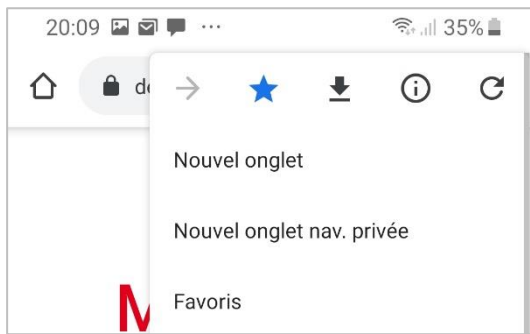 20:09 35%
de
Nouvel onglet
Nouvel onglet nav. privée
Favoris
M